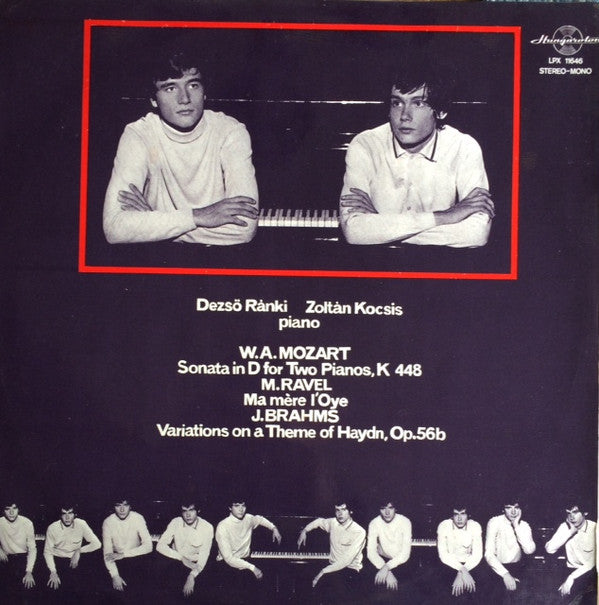 Hungaroton
LPX 11646
STEREO-MONO
Dezsö Rànki Zoltàn Kocsis
piano
W.A.MOZART
Sonata in D for Two Pianos, K 448
M.RAVEL
Ma mère l'Oye
J.BRAHMS
Variations on a Theme of Haydn, Op.56b